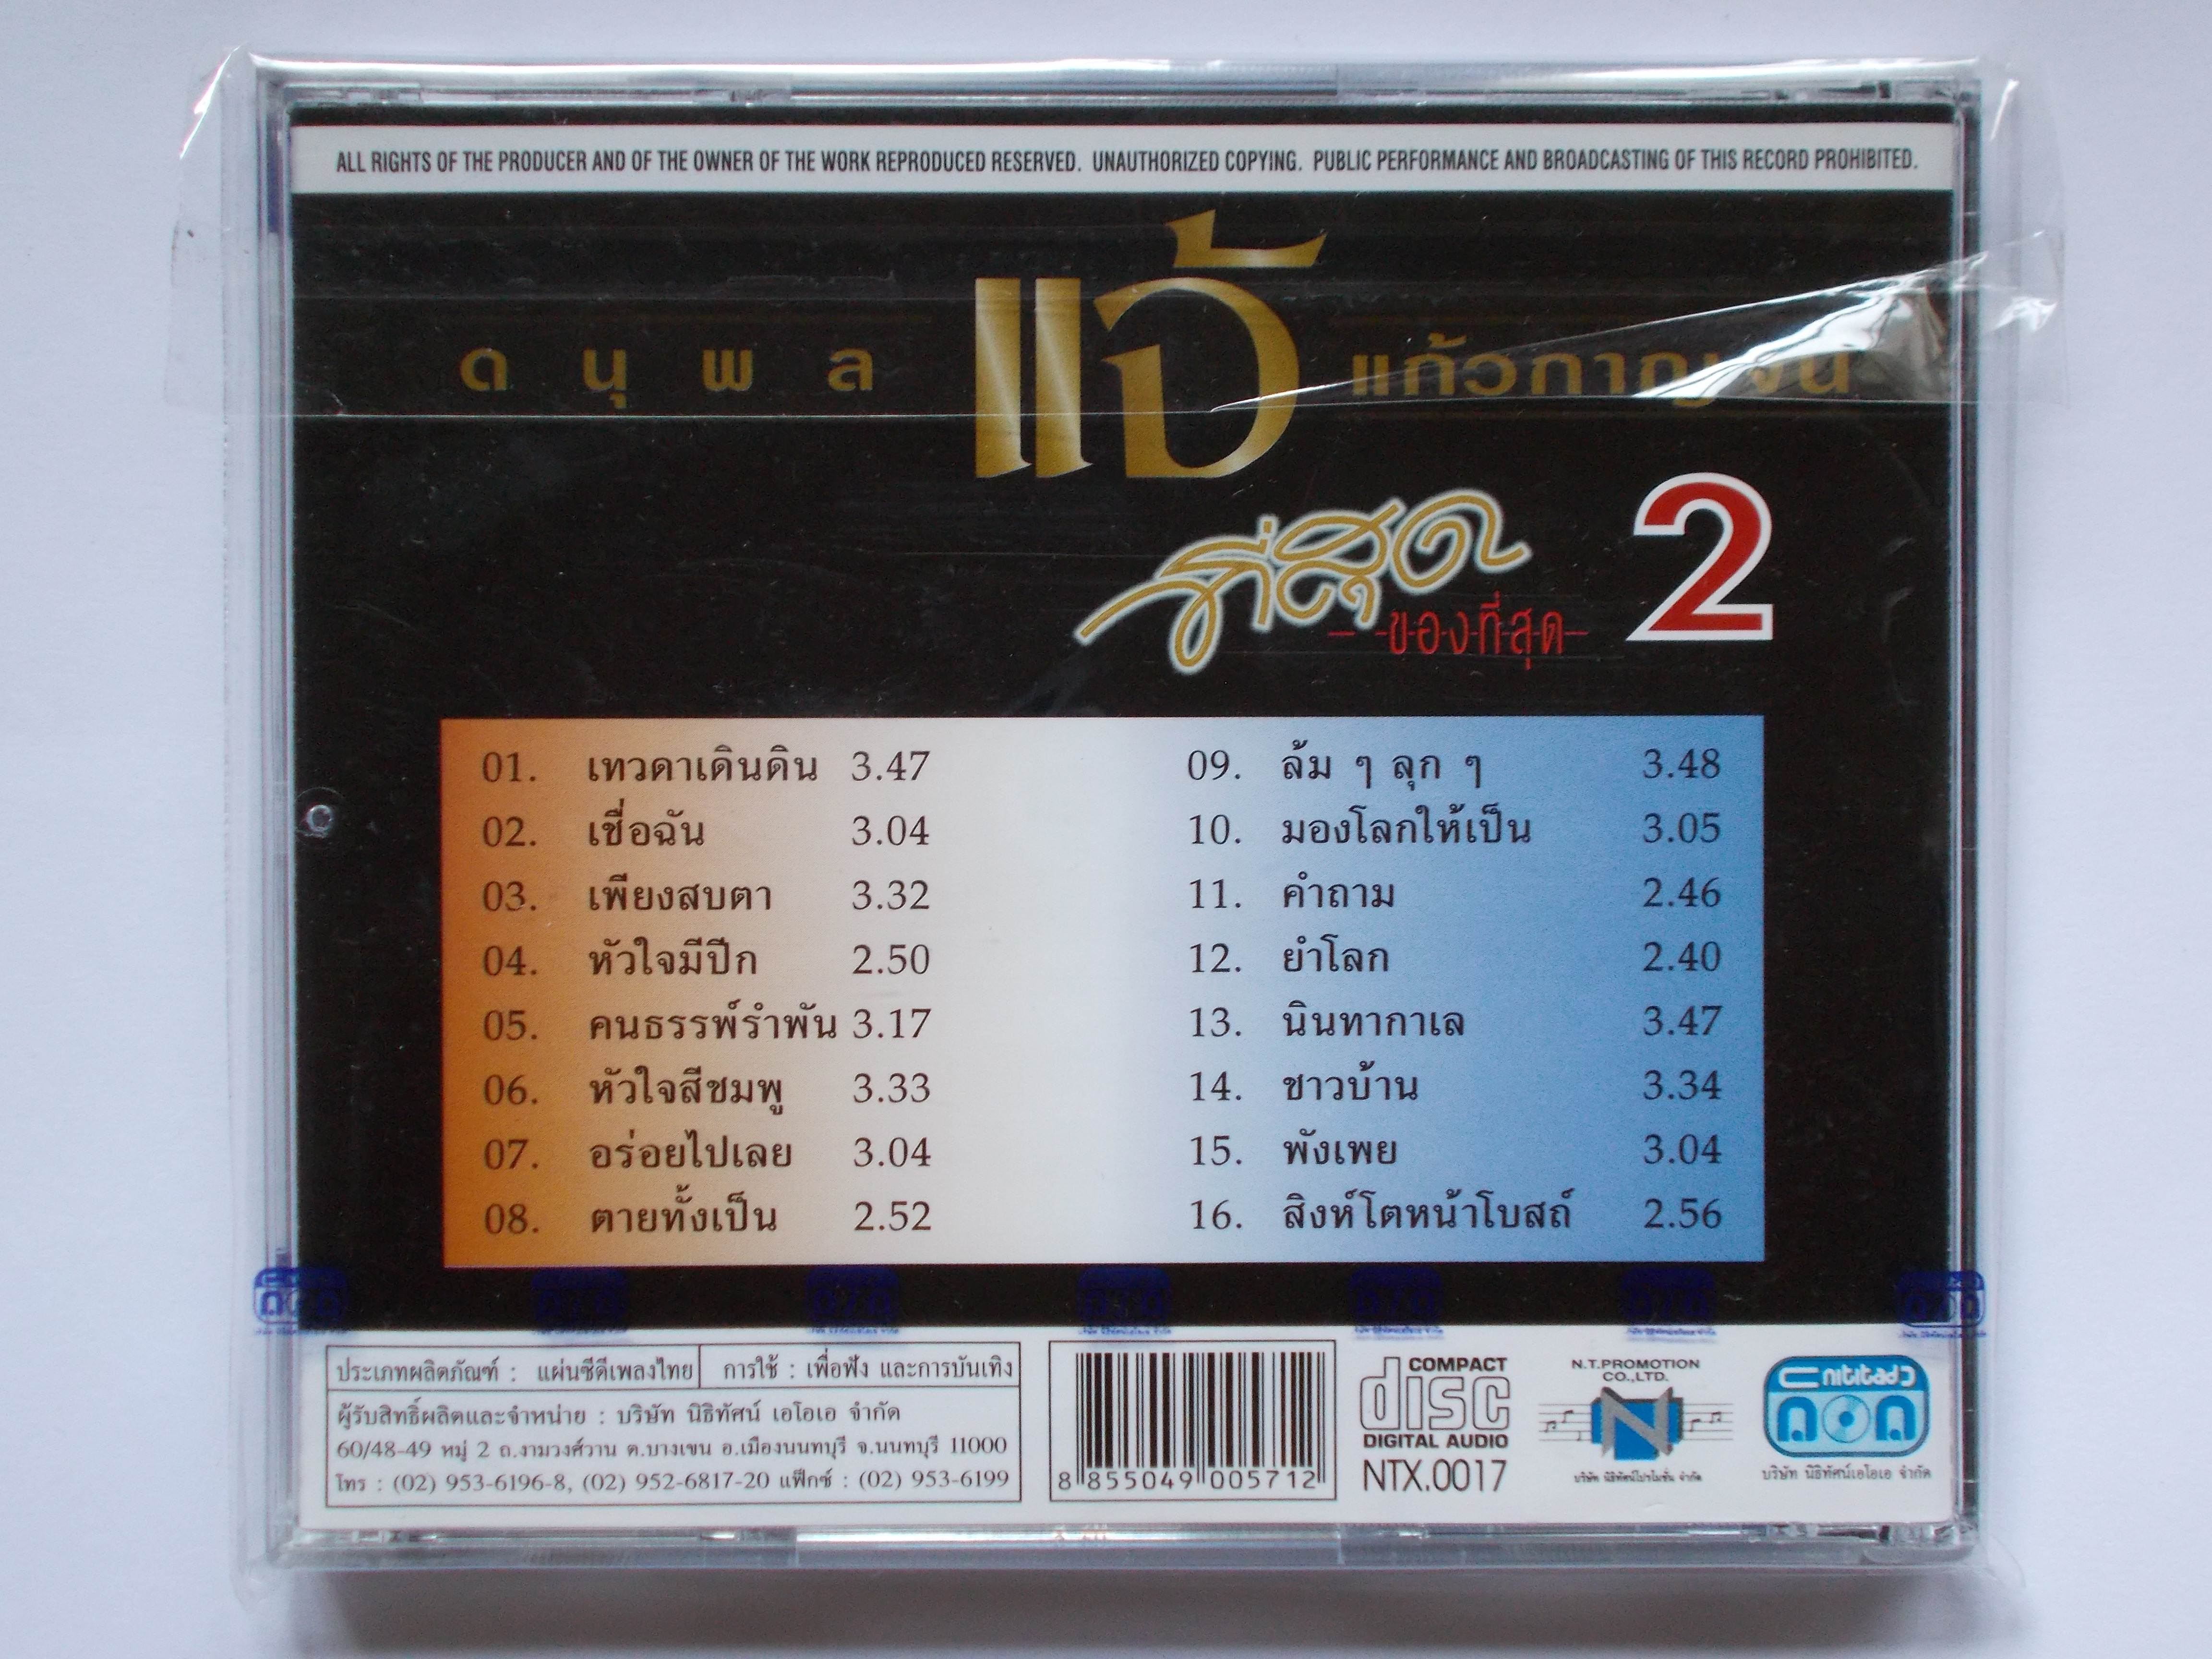 ALL RIGHTS OF THE PRODUCER AND OF THE OWNER OF THE WORK REPRODUCED RESERVED. UNAUTHORIZED COPYING. PUBLIC PERFORMANCE AND BROADCASTING OF THIS RECORD PROHIBITED.
ดนุพล แจ้ แก้วกาญจน์
ที่สุด
ของที่สุด 2
01. เทวดาเดินดิน 3.47
02. เชื่อฉัน 3.04
03. เพียงสบตา 3.32
04. หัวใจมีปีก 2.50
05. คนธรรพ์รำพัน 3.17
06. หัวใจสีชมพู 3.33
07. อร่อยไปเลย 3.04
08. ตายทั้งเป็น 2.52
09. ล้ม ๆ ลุก ๆ 3.48
10. มองโลกให้เป็น 3.05
11. คำถาม 2.46
12. ยำโลก 2.40
13. นินทากาเล 3.47
14. ชาวบ้าน 3.34
15. พังเพย 3.04
16. สิงห์โตหน้าโบสถ์ 2.56
ประเภทผลิตภัณฑ์ : แผ่นซีดีเพลงไทย การใช้ : เพื่อฟัง และการบันเทิง
ผู้รับสิทธิ์ผลิตและจำหน่าย : บริษัท นิธิทัศน์ เอโอเอ จำกัด
60/48-49 หมู่ 2 ถ.งามวงศ์วาน ต.บางเขน อ.เมืองนนทบุรี จ.นนทบุรี 11000
โทร : (02) 953-6196-8, (02) 952-6817-20 แฟ็กซ์ : (02) 953-6199
8 855049 005712
COMPACT
disc
DIGITAL AUDIO
NTX.0017
N.T.PROMOTION
CO.,LTD.
บริษัท นิธิทัศน์โปรโมชั่น จำกัด
บริษัท นิธิทัศน์เอโอเอ จำกัด